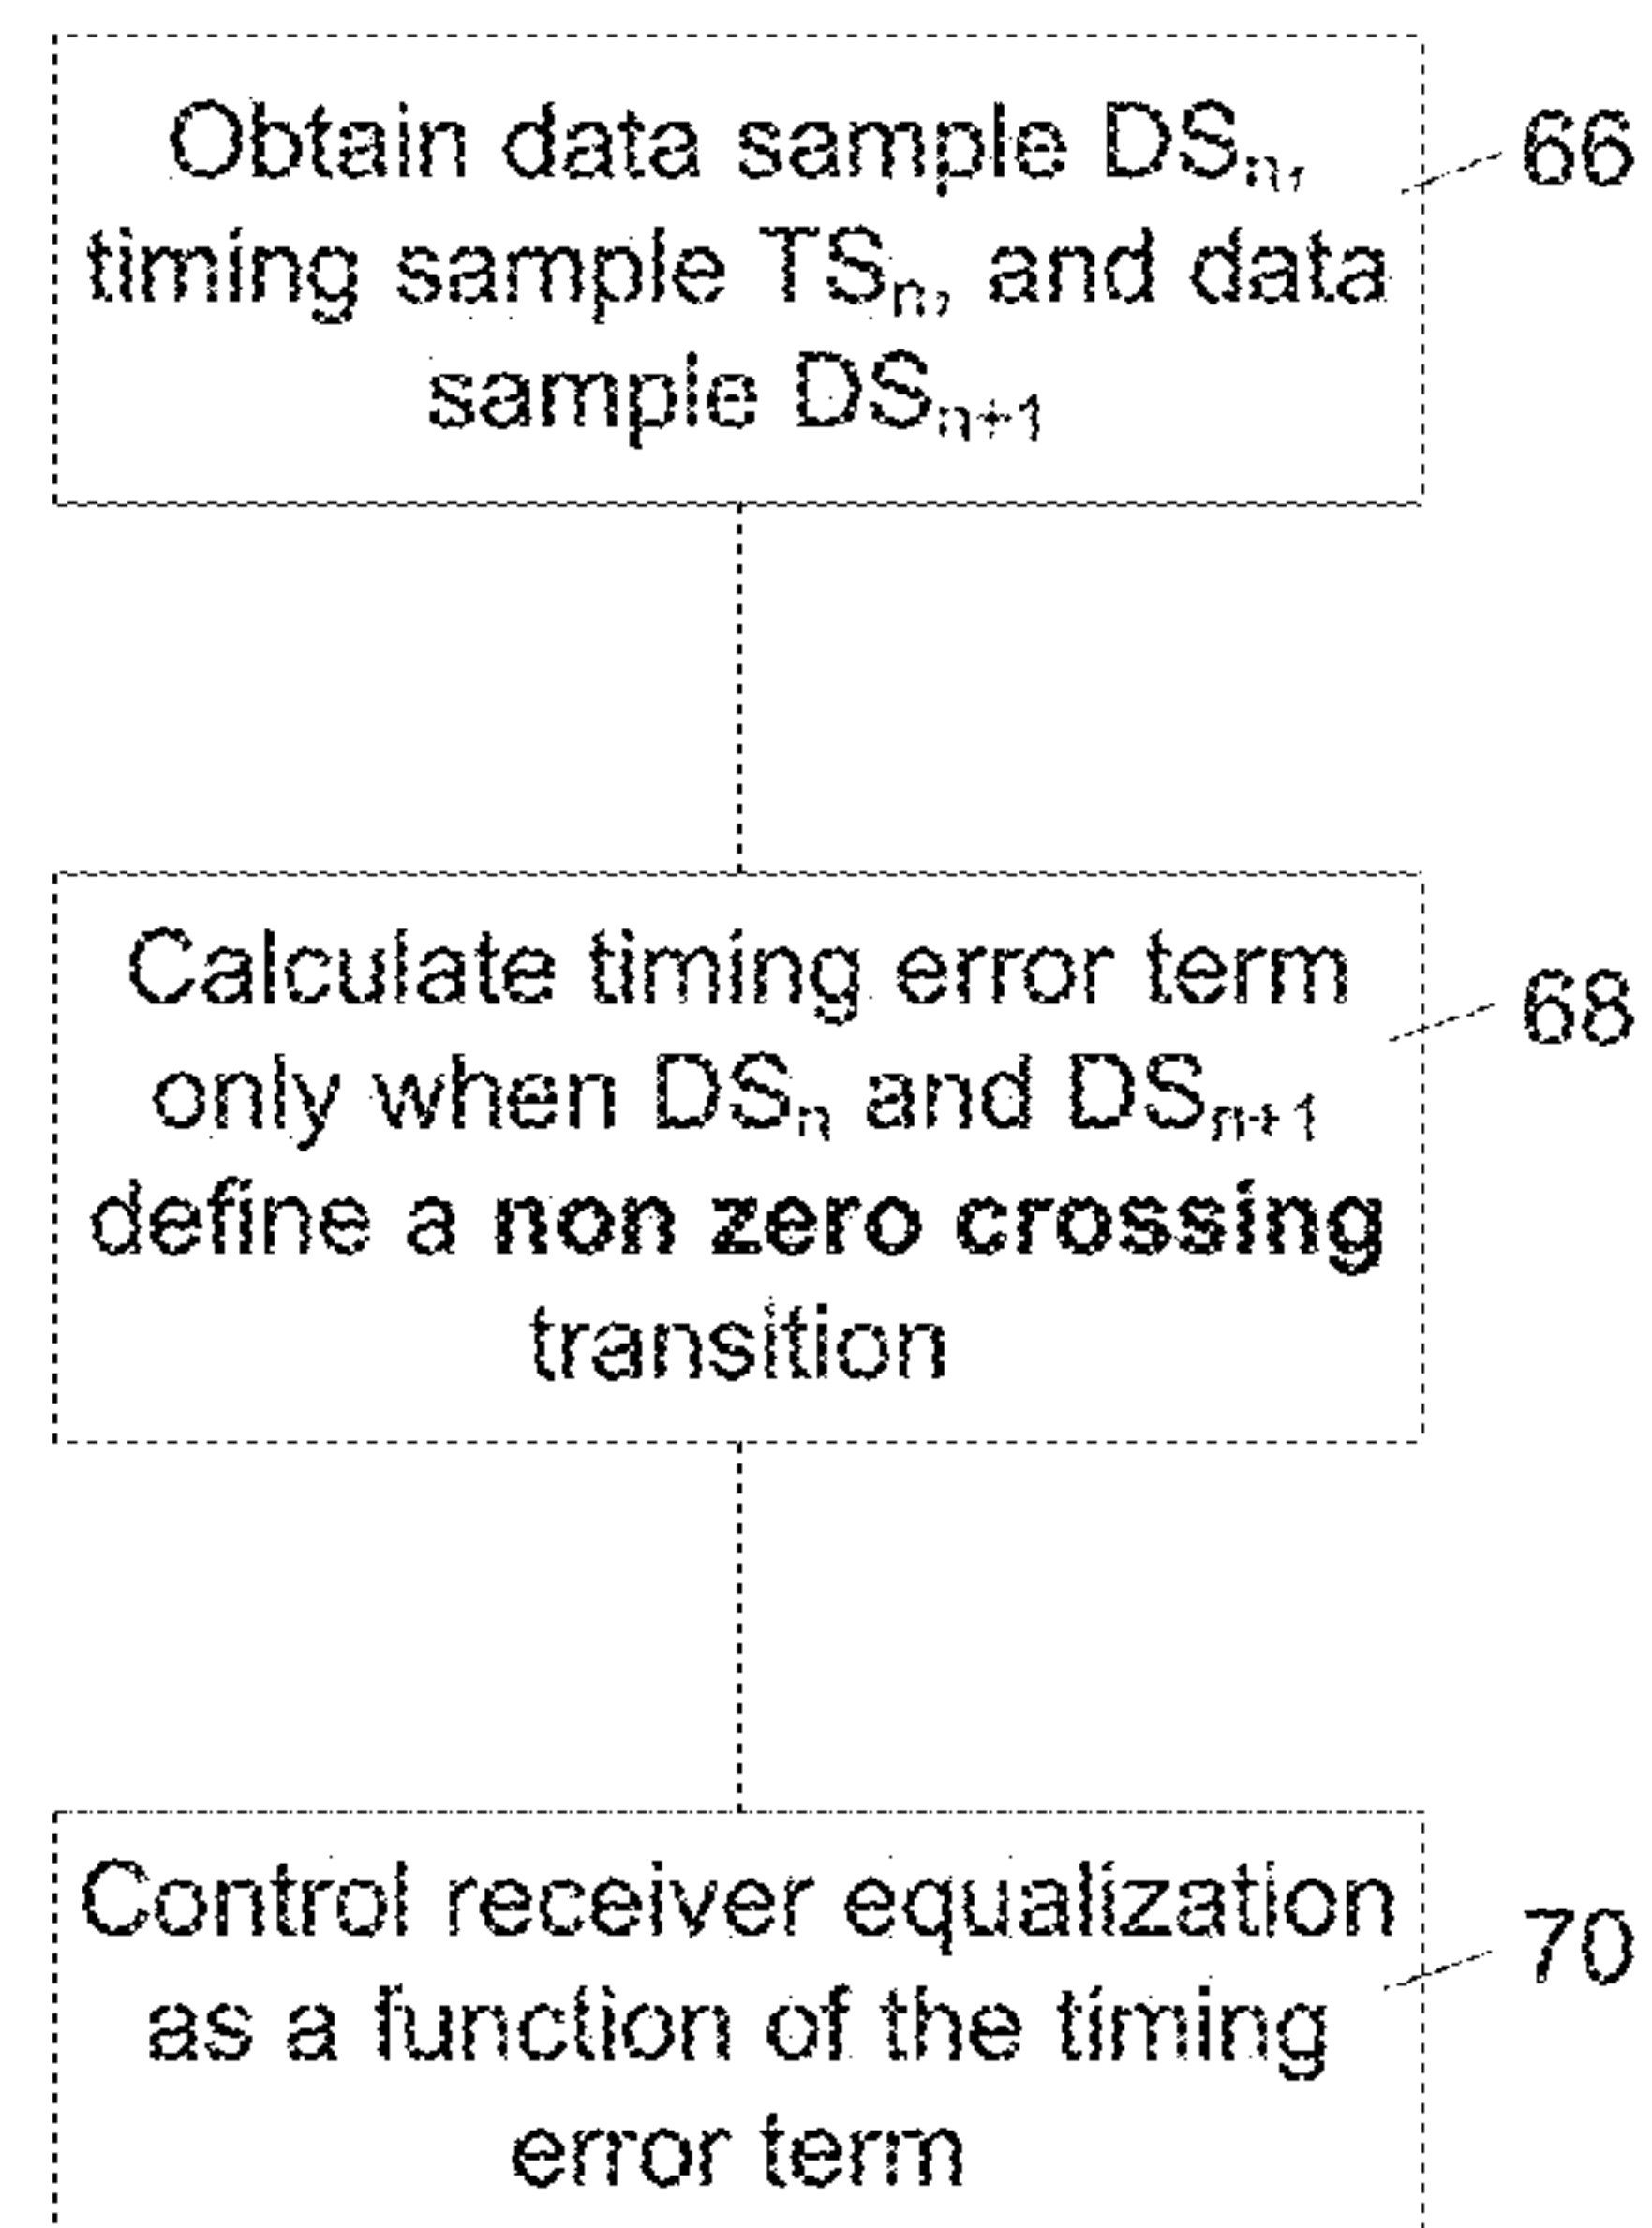 Obtain data sample DSₙ,
66
timing sample TSₙ, and data
sample DSₙ₊₁
Calculate timing error term
68
only when DSₙ and DSₙ₊₁
define a non zero crossing
transition
Control receiver equalization
70
as a function of the timing
error term